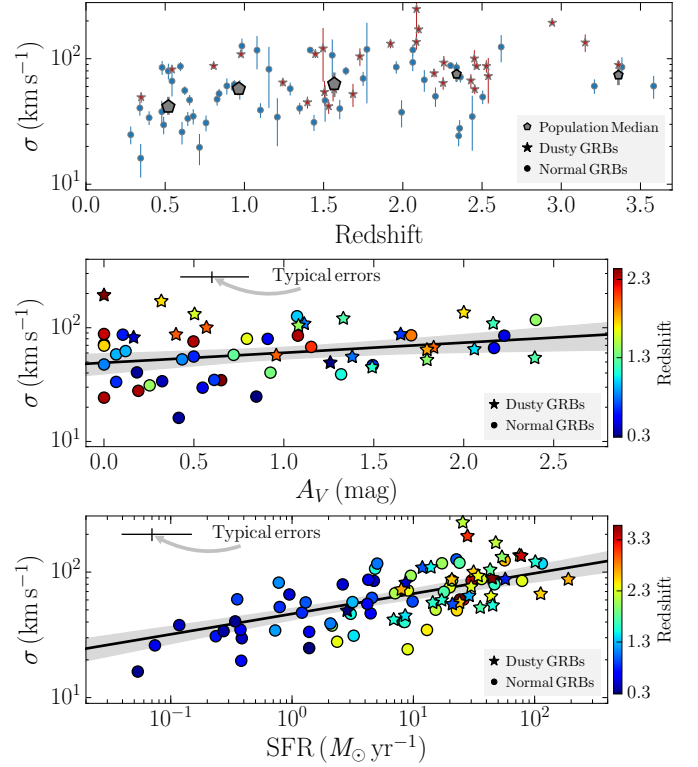 10²
10¹
σ (km s⁻¹)
0.0 0.5 1.0 1.5 2.0 2.5 3.0 3.5
Redshift
Population Median
Dusty GRBs
Normal GRBs
10²
10¹
σ (km s⁻¹)
Typical errors
Dusty GRBs
Normal GRBs
0.0 0.5 1.0 1.5 2.0 2.5
A_V (mag)
2.3
1.3
0.3
Redshift
10²
10¹
σ (km s⁻¹)
Typical errors
Dusty GRBs
Normal GRBs
10⁻¹ 10⁰ 10¹ 10²
SFR (M⊙ yr⁻¹)
3.3
2.3
1.3
0.3
Redshift